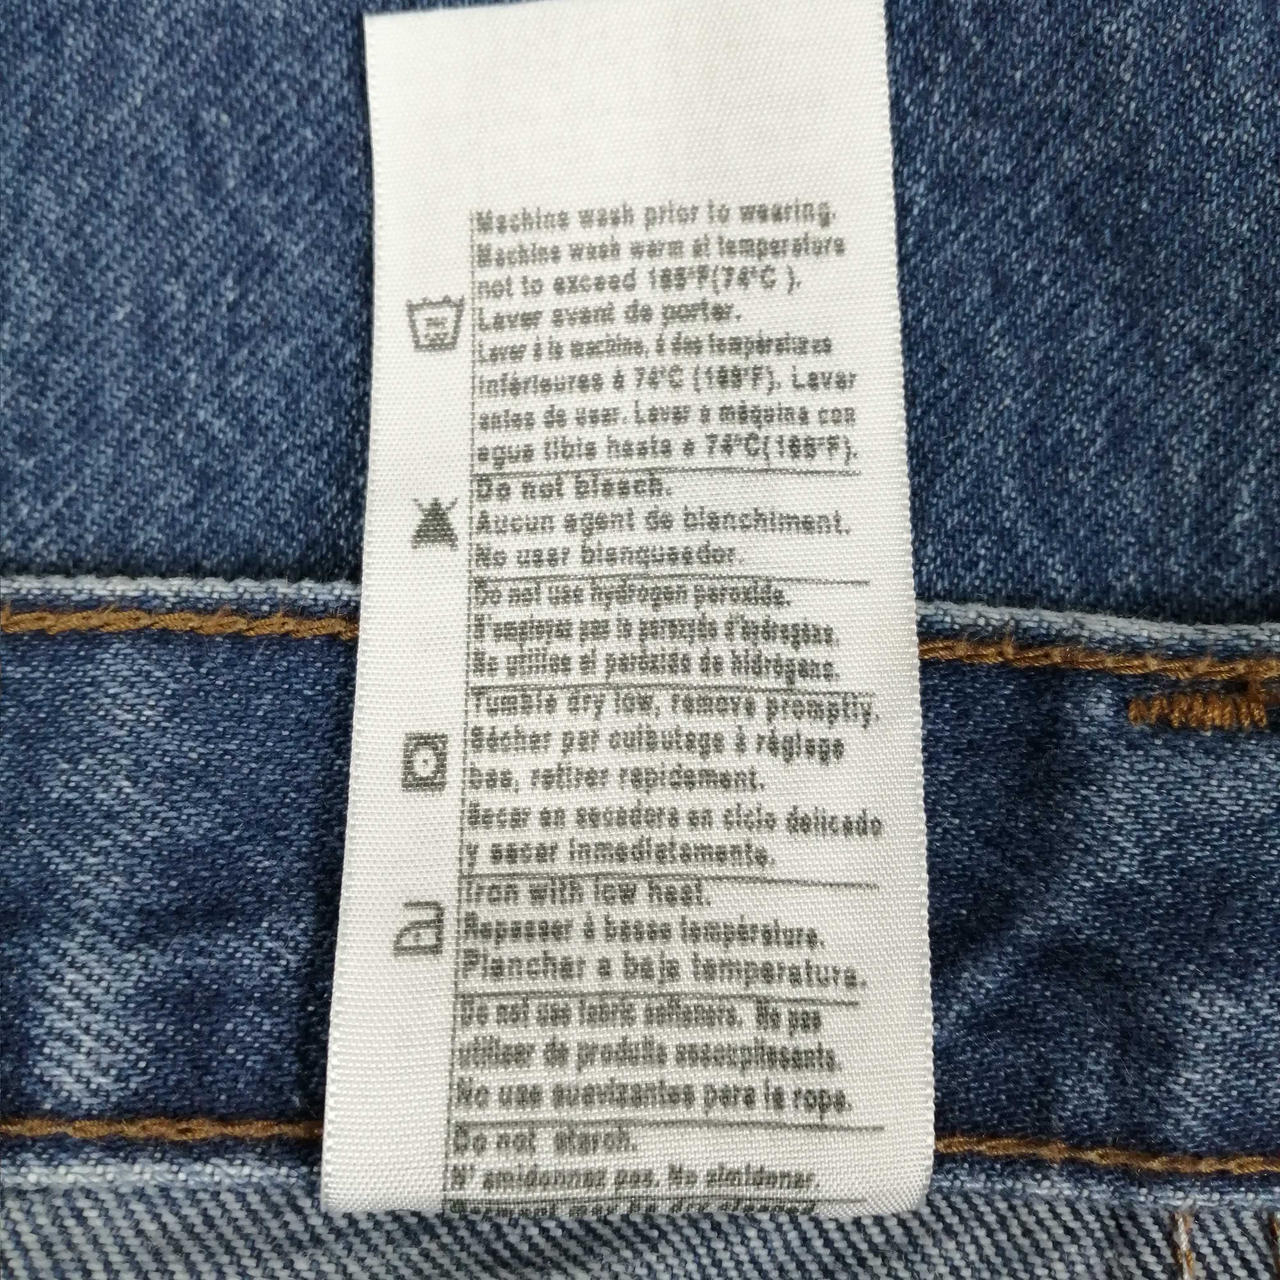 Machine wash prior to wearing.
Machine wash warm at temperature
not to exceed 165°F(74°C ).
Laver avant de porter.
Laver à la machine, à des températures
inférieures à 74°C (165°F). Lavar
antes de usar. Lavar a máquina con
agua tibia hasta a 74°C(165°F).
Do not bleach.
Aucun agent de blanchiment.
No usar blanqueador.
Do not use hydrogen peroxide.
N'employez pas le peroxyde d'hydrogène.
No utilice el peróxido de hidrógeno.
Tumble dry low, remove promptly.
Sécher par culbutage à réglage
bas, retirer rapidement.
Secar en secadora en ciclo delicado
y sacar inmediatamente.
Iron with low heat.
Repasser à basse température.
Planchar a baja temperatura.
Do not use fabric softeners. Ne pas
utiliser de produits assouplissants.
No use suavizantes para la ropa.
Do not starch.
N' amidonnez pas. No almidonar.
Garment may be dry cleaned.